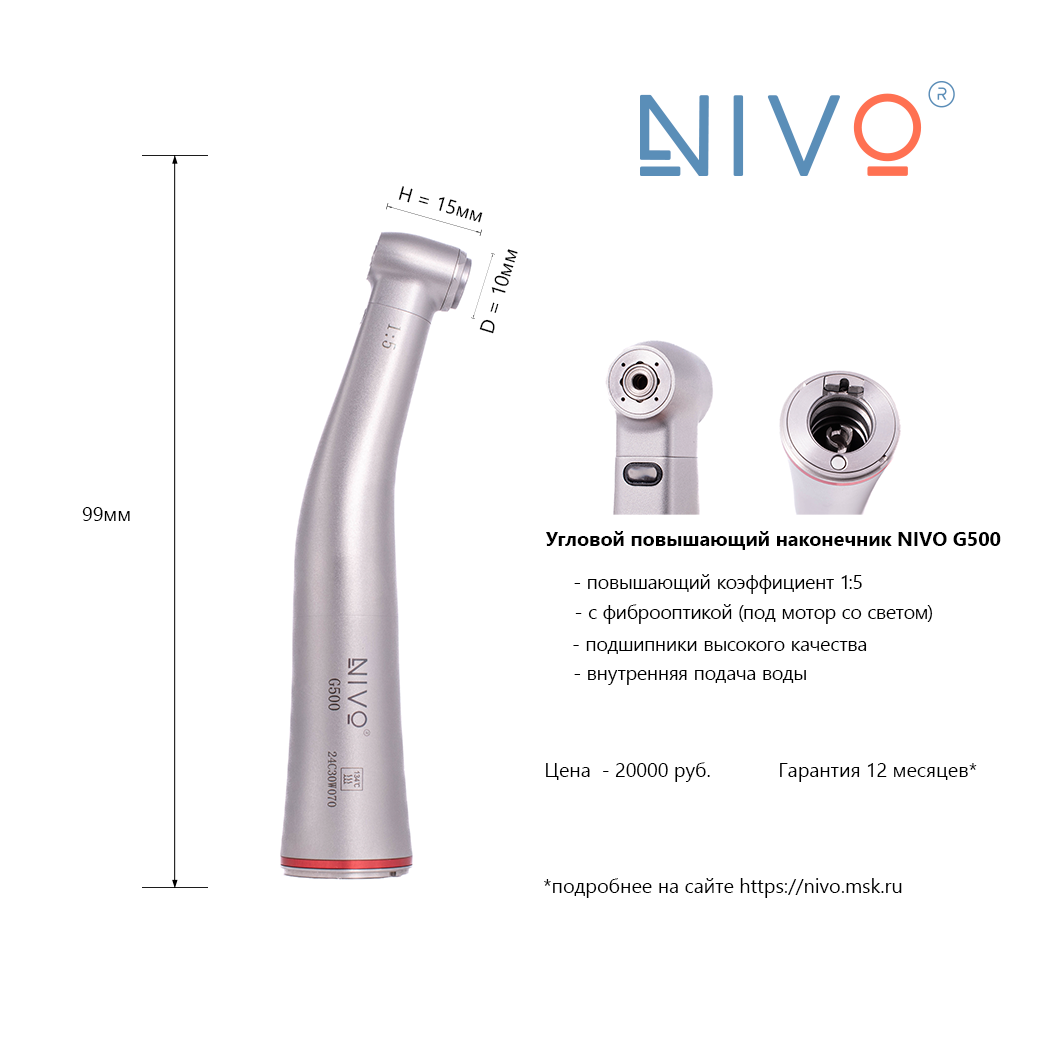 NIVO®
H = 15мм
D = 10мм
1:5
99мм
Угловой повышающий наконечник NIVO G500
- повышающий коэффициент 1:5
- с фиброоптикой (под мотор со светом)
- подшипники высокого качества
- внутренняя подача воды
NIVO®
G500
24C30W070
134°C
Цена - 20000 руб.
Гарантия 12 месяцев*
*подробнее на сайте https://nivo.msk.ru